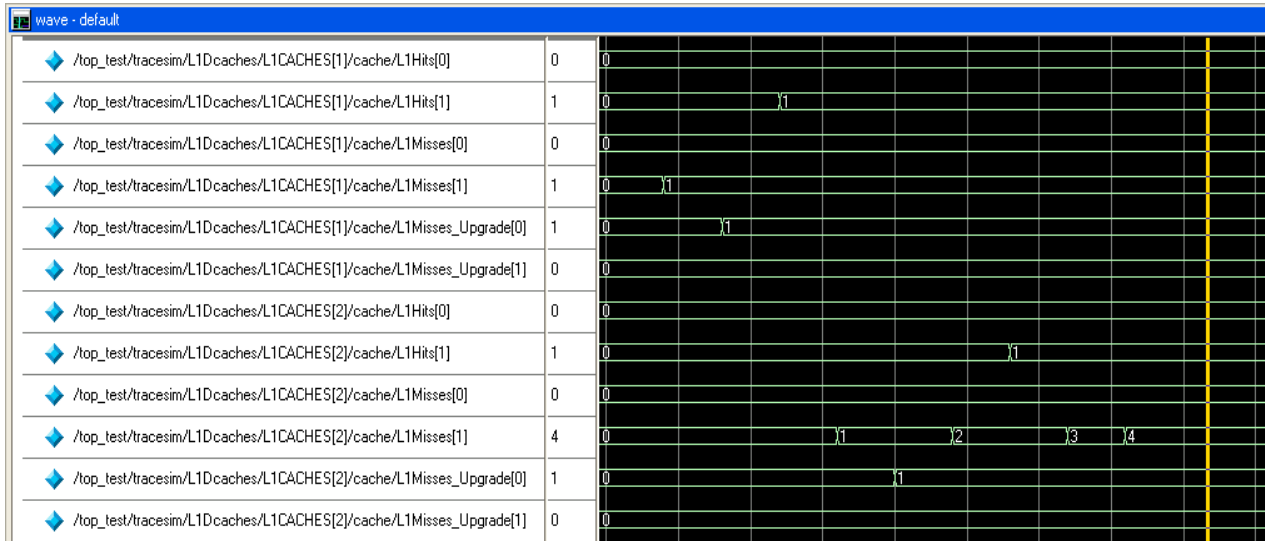 wave - default
/top_test/tracesim/L1Dcaches/L1CACHES[1]/cache/L1Hits[0] 0 0
/top_test/tracesim/L1Dcaches/L1CACHES[1]/cache/L1Hits[1] 1 0 1
/top_test/tracesim/L1Dcaches/L1CACHES[1]/cache/L1Misses[0] 0 0
/top_test/tracesim/L1Dcaches/L1CACHES[1]/cache/L1Misses[1] 1 0 1
/top_test/tracesim/L1Dcaches/L1CACHES[1]/cache/L1Misses_Upgrade[0] 1 0 1
/top_test/tracesim/L1Dcaches/L1CACHES[1]/cache/L1Misses_Upgrade[1] 0 0
/top_test/tracesim/L1Dcaches/L1CACHES[2]/cache/L1Hits[0] 0 0
/top_test/tracesim/L1Dcaches/L1CACHES[2]/cache/L1Hits[1] 1 0 1
/top_test/tracesim/L1Dcaches/L1CACHES[2]/cache/L1Misses[0] 0 0
/top_test/tracesim/L1Dcaches/L1CACHES[2]/cache/L1Misses[1] 4 0 1 2 3 4
/top_test/tracesim/L1Dcaches/L1CACHES[2]/cache/L1Misses_Upgrade[0] 1 0 1
/top_test/tracesim/L1Dcaches/L1CACHES[2]/cache/L1Misses_Upgrade[1] 0 0